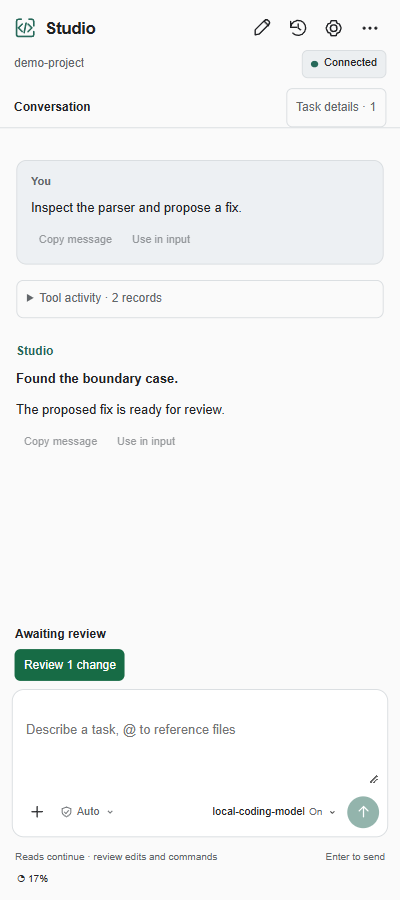 Studio
demo-project
Connected
Conversation
Task details · 1
You
Inspect the parser and propose a fix.
Copy message Use in input
Tool activity · 2 records
Studio
Found the boundary case.
The proposed fix is ready for review.
Copy message Use in input
Awaiting review
Review 1 change
Describe a task, @ to reference files
Auto local-coding-model On
Reads continue · review edits and commands Enter to send
17%